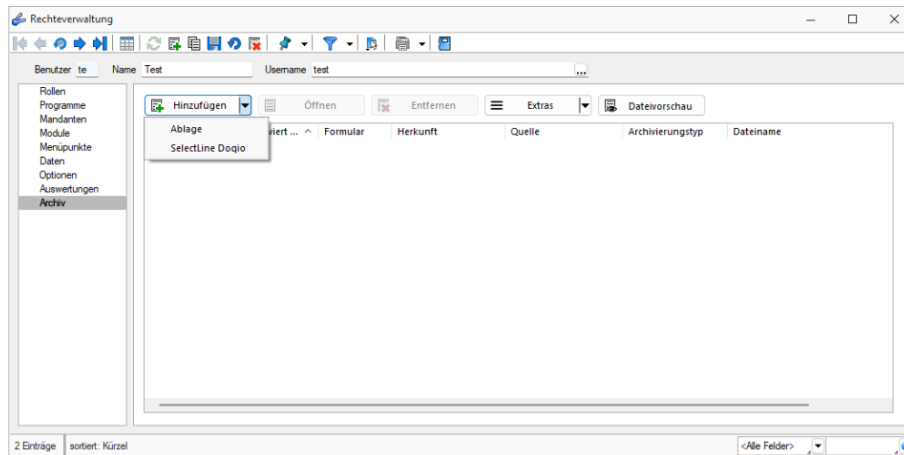 Rechteverwaltung
Benutzer te Name Test Username test ...
Rollen
Programme
Mandanten
Module
Menüpunkte
Daten
Optionen
Auswertungen
Archiv
Hinzufügen Öffnen Entfernen Extras Dateivorschau
Ablage
SelectLine Doqio
viert ... Formular Herkunft Quelle Archivierungstyp Dateiname
2 Einträge sortiert: Kürzel <Alle Felder>